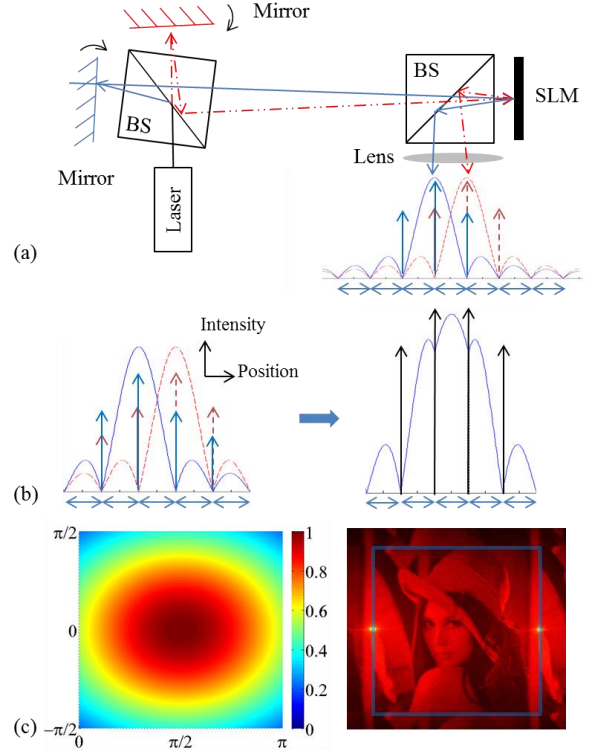 Mirror
BS
SLM
BS
Lens
Mirror
Laser
(a)
Intensity
Position
(b)
π/2
0
−π/2
0
π/2
π
1
0.8
0.6
0.4
0.2
0
(c)